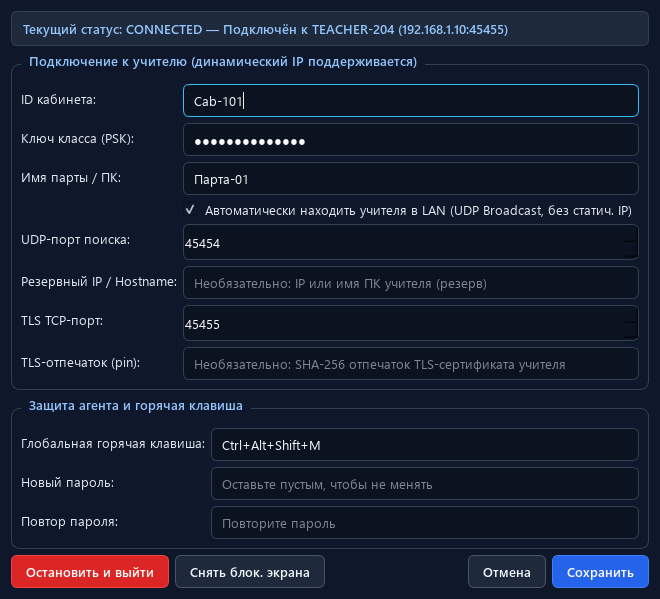 Текущий статус: CONNECTED — Подключён к TEACHER-204 (192.168.1.10:45455)
Подключение к учителю (динамический IP поддерживается)
ID кабинета: Cab-101
Ключ класса (PSK): ●●●●●●●●●●●●●●
Имя парты / ПК: Парта-01
✓ Автоматически находить учителя в LAN (UDP Broadcast, без статич. IP)
UDP-порт поиска: 45454
Резервный IP / Hostname: Необязательно: IP или имя ПК учителя (резерв)
TLS TCP-порт: 45455
TLS-отпечаток (pin): Необязательно: SHA-256 отпечаток TLS-сертификата учителя
Защита агента и горячая клавиша
Глобальная горячая клавиша: Ctrl+Alt+Shift+M
Новый пароль: Оставьте пустым, чтобы не менять
Повтор пароля: Повторите пароль
Остановить и выйти Снять блок. экрана Отмена Сохранить